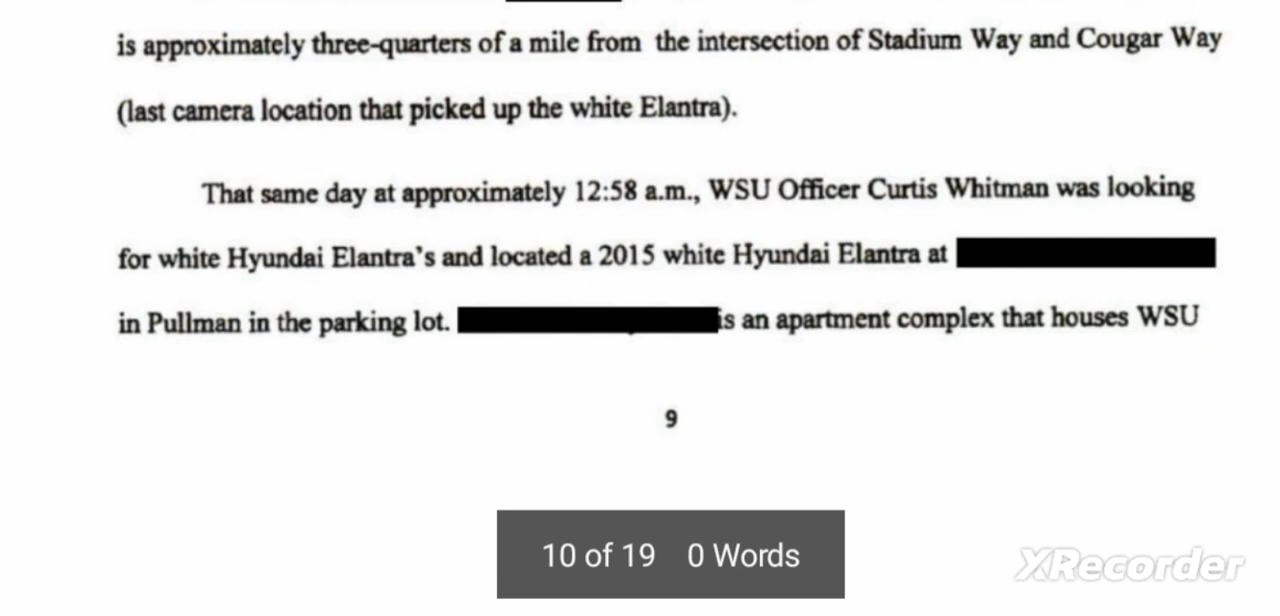 is approximately three-quarters of a mile from the intersection of Stadium Way and Cougar Way
(last camera location that picked up the white Elantra).
That same day at approximately 12:58 a.m., WSU Officer Curtis Whitman was looking
for white Hyundai Elantra's and located a 2015 white Hyundai Elantra at
in Pullman in the parking lot. is an apartment complex that houses WSU
9
10 of 19 0 Words
XRecorder